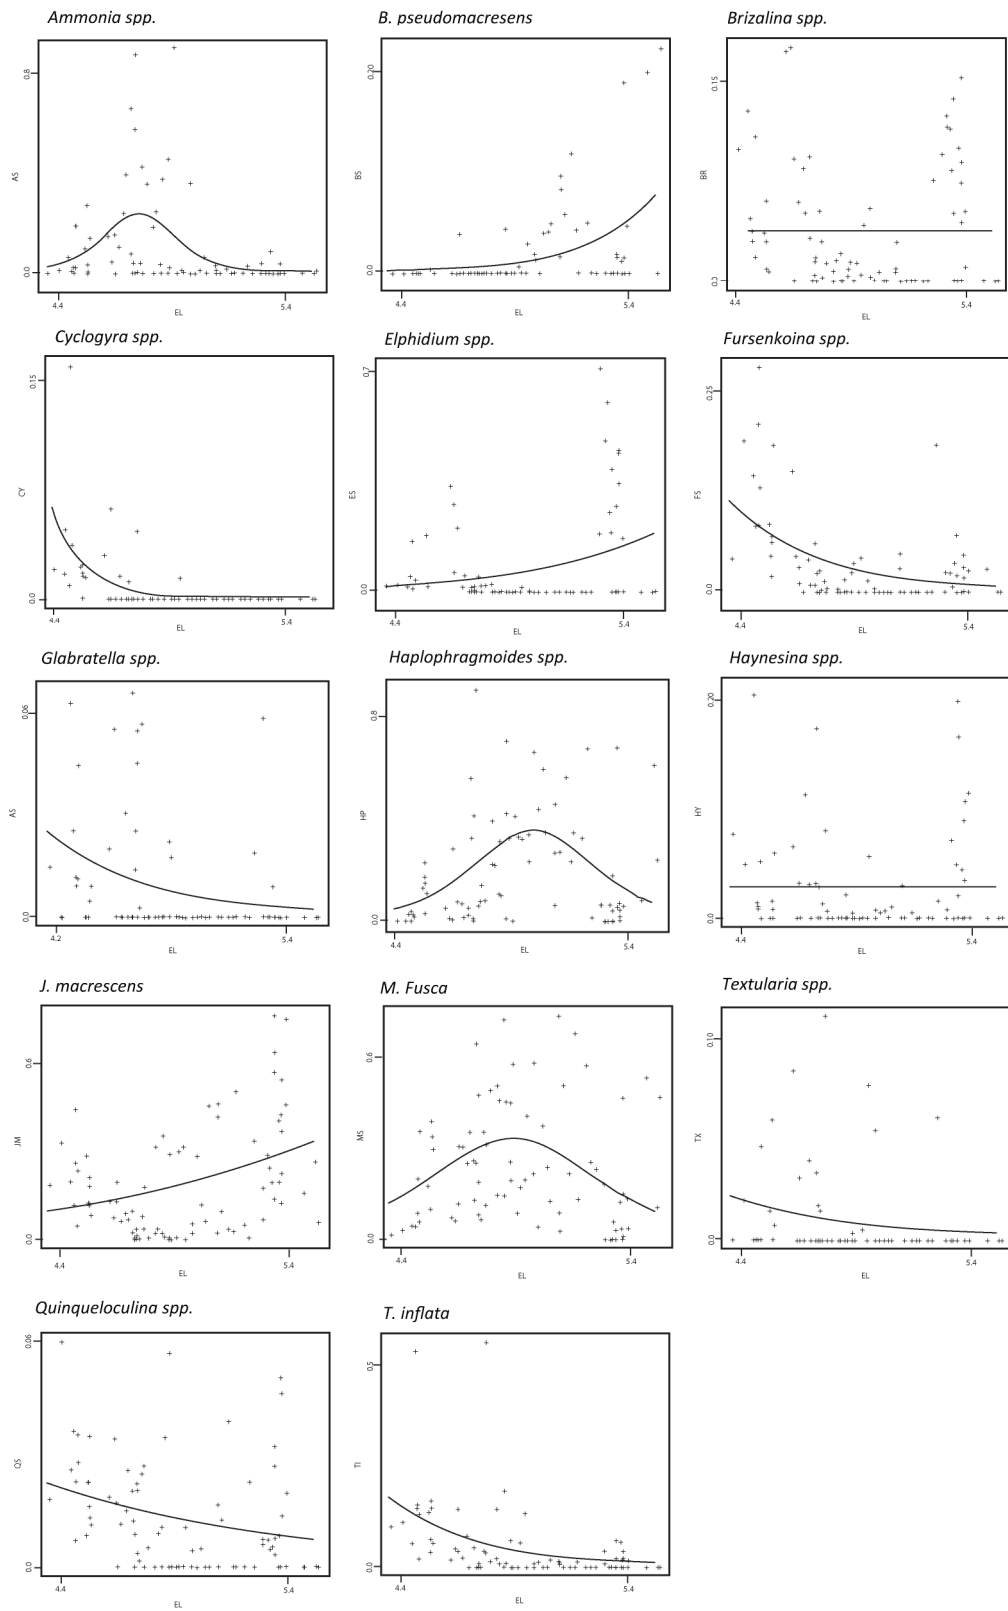 Ammonia spp.
B. pseudomacresens
Brizalina spp.
0.8
AS
0.0
4.4
5.4
EL
0.20
BS
0.0
4.4
5.4
EL
0.15
BR
0.0
4.4
5.4
EL
Cyclogyra spp.
Elphidium spp.
Fursenkoina spp.
0.15
CY
0.0
4.4
5.4
EL
0.7
ES
0.0
4.4
5.4
EL
0.25
FS
0.0
4.4
5.4
EL
Glabratella spp.
Haplophragmoides spp.
Haynesina spp.
0.06
AS
0.0
4.2
5.4
EL
0.8
HP
0.0
4.4
5.4
EL
0.20
HY
0.0
4.4
5.4
EL
J. macrescens
M. Fusca
Textularia spp.
0.6
JM
0.0
4.4
5.4
EL
0.6
MS
0.0
4.4
5.4
EL
0.10
TX
0.0
4.4
5.4
EL
Quinqueloculina spp.
T. inflata
0.06
QS
0.0
4.4
5.4
EL
0.5
TI
0.0
4.4
5.4
EL